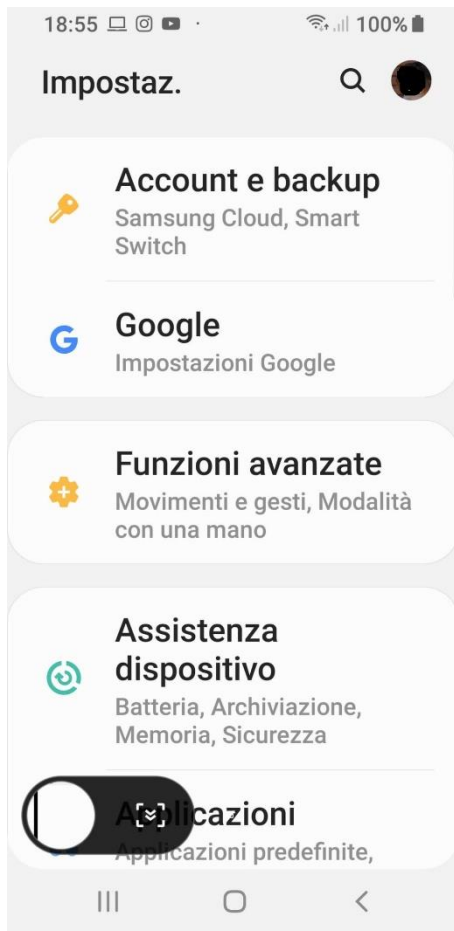 18:55 100%
Impostaz.
Account e backup
Samsung Cloud, Smart
Switch
Google
Impostazioni Google
Funzioni avanzate
Movimenti e gesti, Modalità
con una mano
Assistenza
dispositivo
Batteria, Archiviazione,
Memoria, Sicurezza
Applicazioni
Applicazioni predefinite,